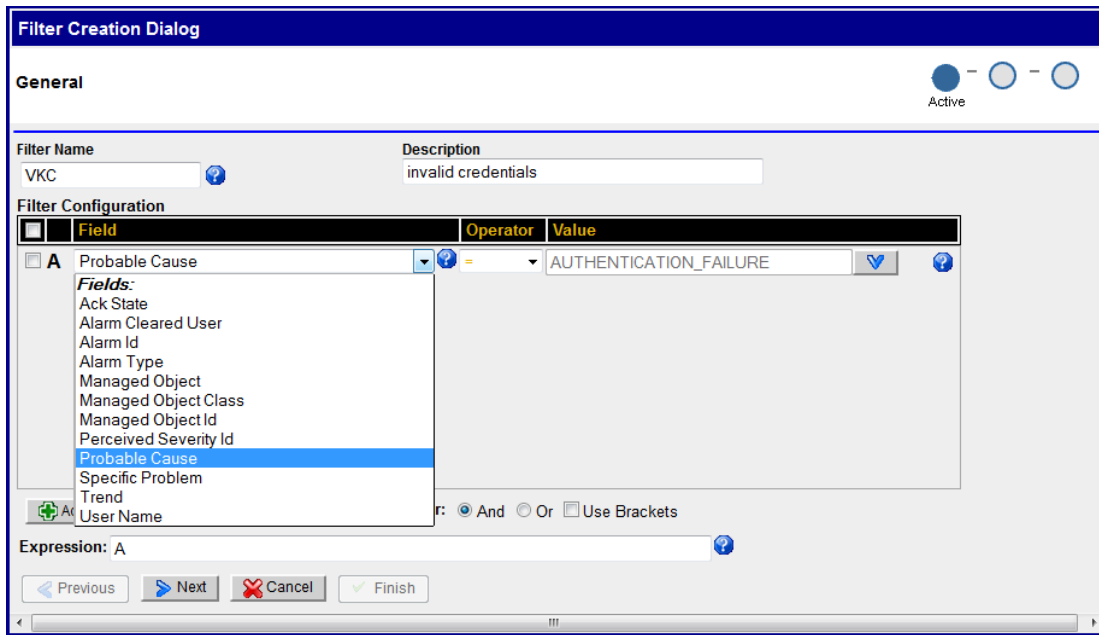 Filter Creation Dialog
General
Active
Filter Name Description
VKC invalid credentials
Filter Configuration
Field Operator Value
A Probable Cause = AUTHENTICATION_FAILURE
Fields:
Ack State
Alarm Cleared User
Alarm Id
Alarm Type
Managed Object
Managed Object Class
Managed Object Id
Perceived Severity Id
Probable Cause
Specific Problem
Trend
User Name
And Or Use Brackets
Expression: A
Previous Next Cancel Finish